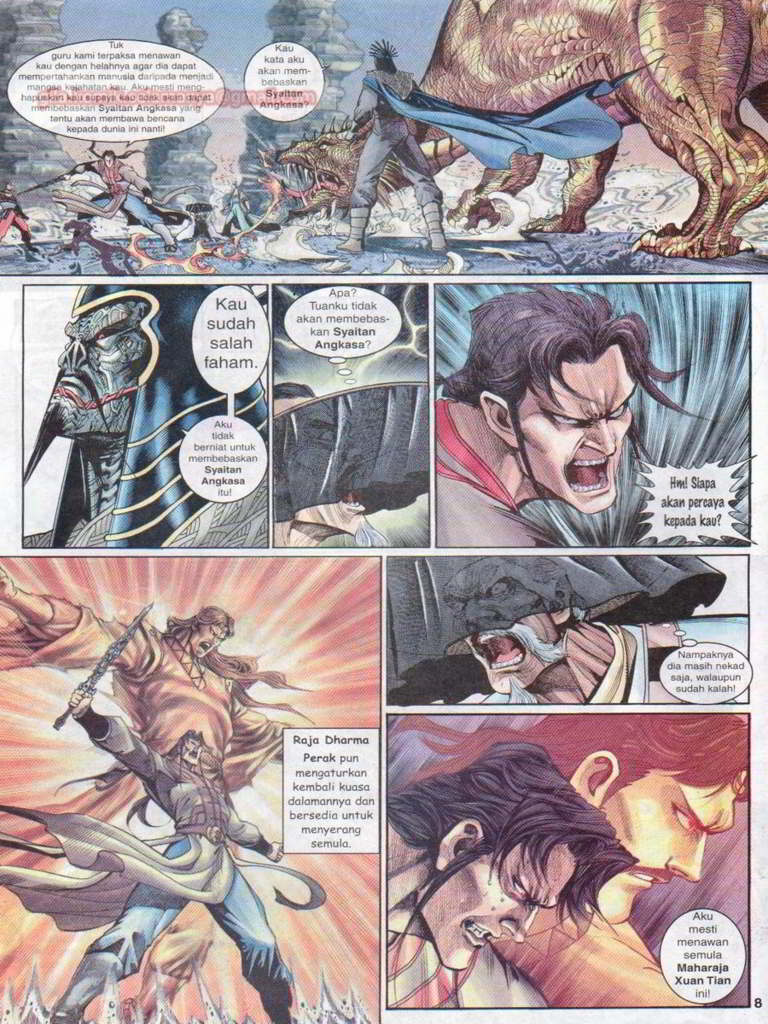 Tuk
guru kami terpaksa menawan
kau dengan helahnya agar dia dapat
mempertahankan manusia daripada menjadi
mangsa kejahatan kau. Aku mesti meng-
hapuskan kau supaya kau tidak akan dapat
membebaskan Syaitan Angkasa yang
tentu akan membawa bencana
kepada dunia ini nanti!
Kau
kata aku
akan mem-
bebaskan
Syaitan
Angkasa?
Kau
sudah
salah
faham.
Aku
tidak
berniat untuk
membebaskan
Syaitan
Angkasa
itu!
Apa?
Tuanku tidak
akan membebas-
kan Syaitan
Angkasa?
Hm! Siapa
akan percaya
kepada kau?
Raja Dharma
Perak pun
mengaturkan
kembali kuasa
dalamannya dan
bersedia untuk
menyerang
semula.
Nampaknya
dia masih nekad
saja, walaupun
sudah kalah!
Aku
mesti
menawan
semula
Maharaja
Xuan Tian
ini!
8